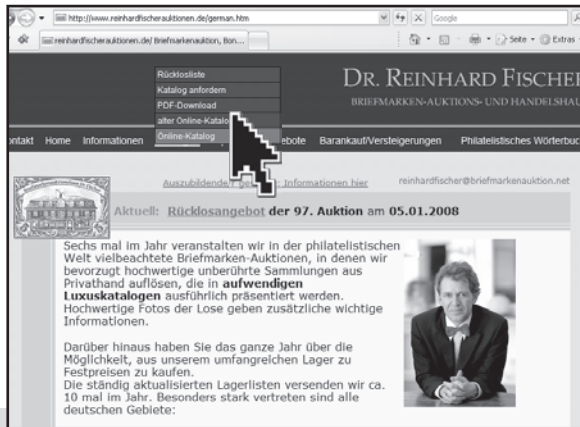 http://www.reinhardfischerauktionen.de/german.htm
Google
reinhardfischerauktionen.de/ Briefmarkenauktion, Bon...
Seite
Extras
Rücklosliste
Katalog anfordern
PDF-Download
alter Online-Katalo
Online-Katalog
DR. REINHARD FISCHE
BRIEFMARKEN-AUKTIONS- UND HANDELSHAU
ontakt Home Informationen ebote Barankauf/Versteigerungen Philatelistisches Wörterbuc
Auszubildende/r ge Informationen hier
reinhardfischer@briefmarkenauktion.net
Aktuell: Rücklosangebot der 97. Auktion am 05.01.2008
Sechs mal im Jahr veranstalten wir in der philatelistischen
Welt vielbeachtete Briefmarken-Auktionen, in denen wir
bevorzugt hochwertige unberührte Sammlungen aus
Privathand auflösen, die in aufwendigen
Luxuskatalogen ausführlich präsentiert werden.
Hochwertige Fotos der Lose geben zusätzliche wichtige
Informationen.
Darüber hinaus haben Sie das ganze Jahr über die
Möglichkeit, aus unserem umfangreichen Lager zu
Festpreisen zu kaufen.
Die ständig aktualisierten Lagerlisten versenden wir ca.
10 mal im Jahr. Besonders stark vertreten sind alle
deutschen Gebiete: